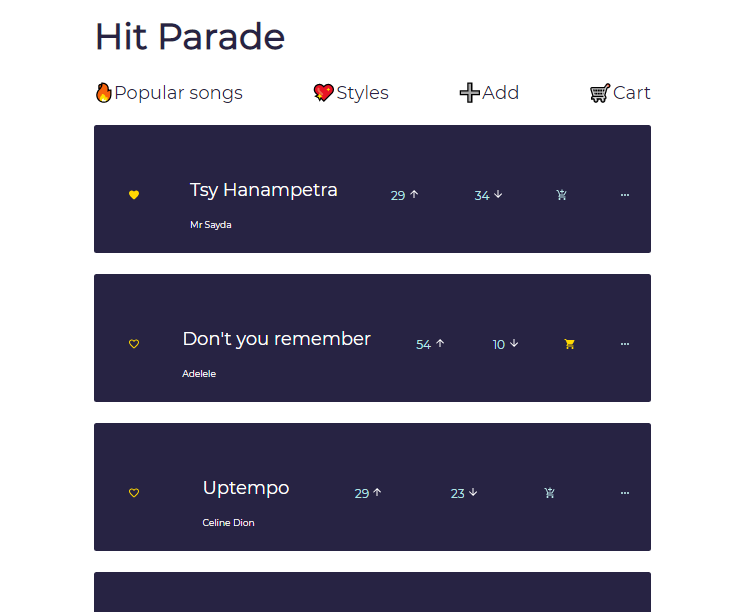 Hit Parade
Popular songs Styles Add Cart
Tsy Hanampetra 29 34
Mr Sayda
Don't you remember 54 10
Adelele
Uptempo 29 23
Celine Dion